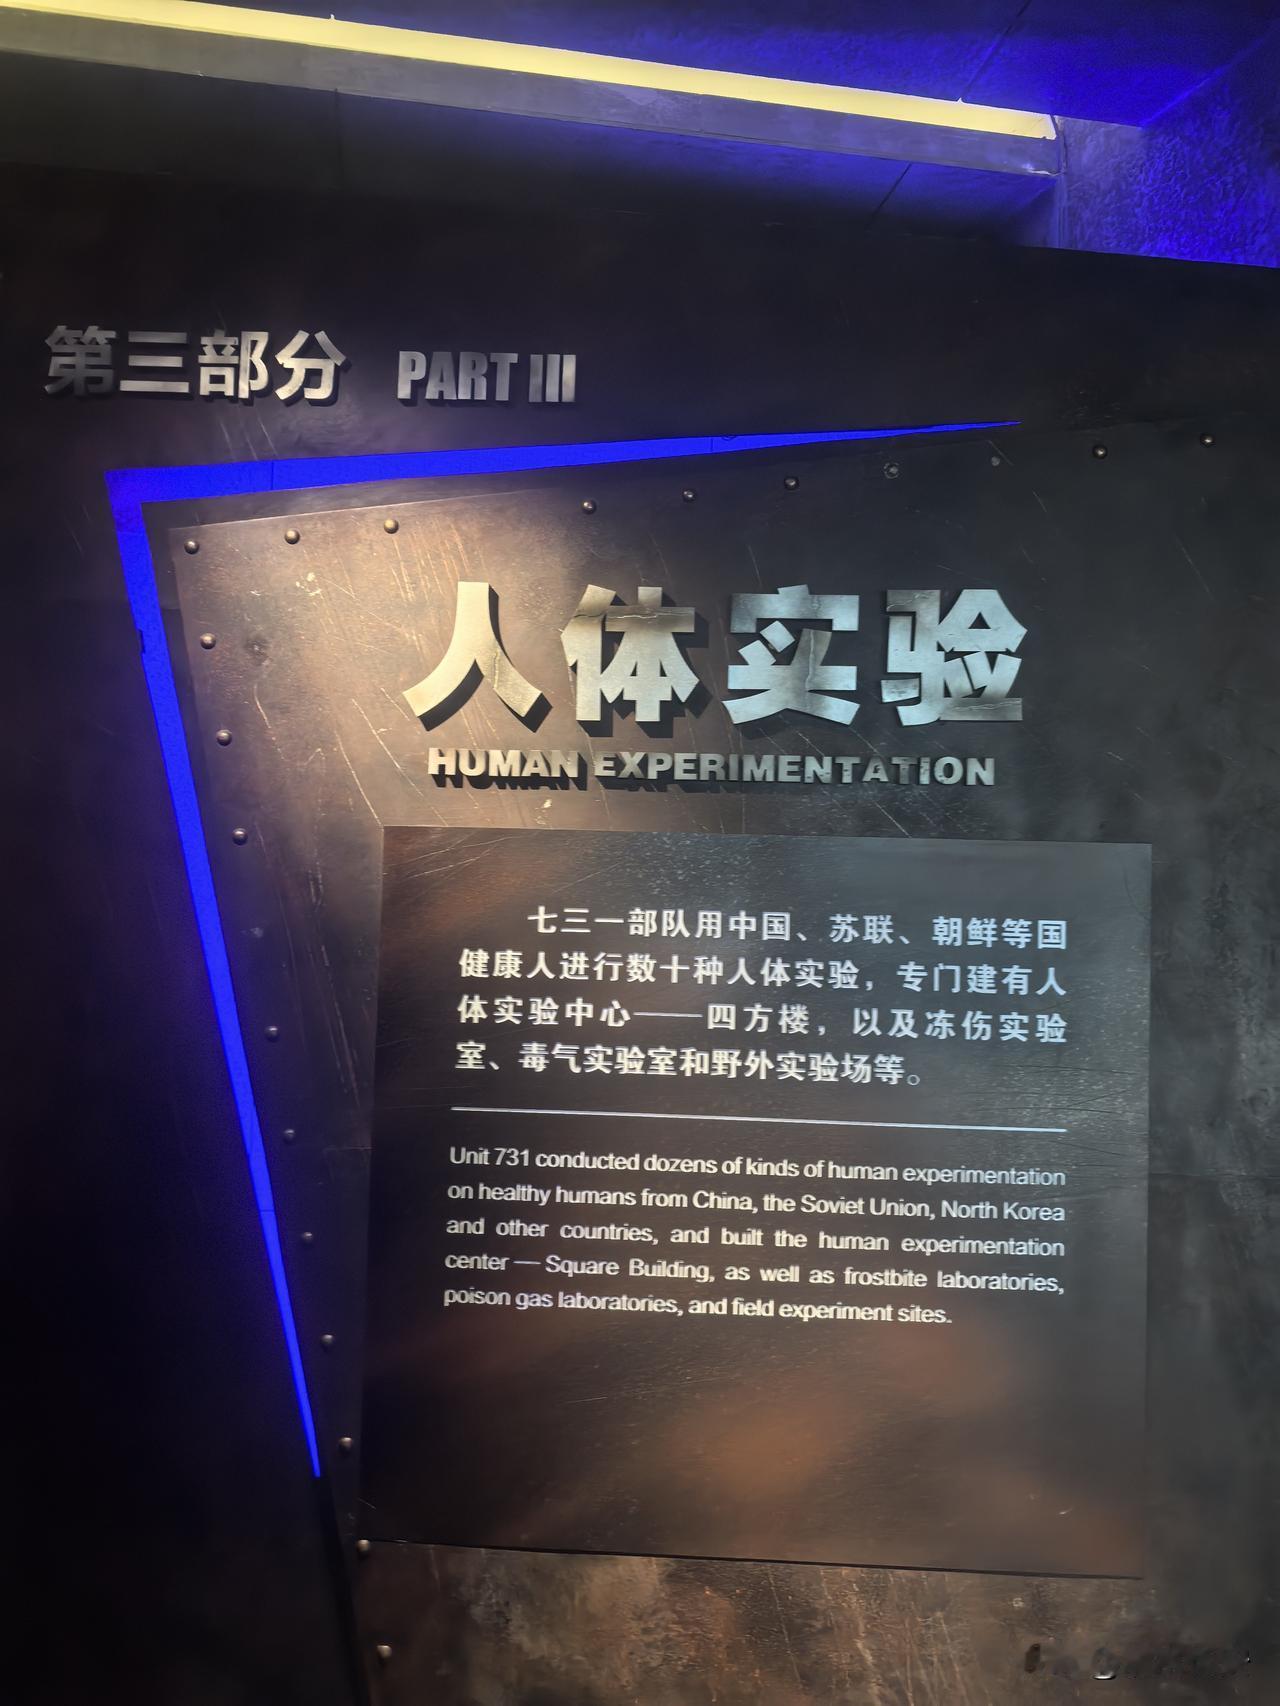 第三部分 PART III
人体实验
HUMAN EXPERIMENTATION
七三一部队用中国、苏联、朝鲜等国
健康人进行数十种人体实验，专门建有人
体实验中心——四方楼，以及冻伤实验
室、毒气实验室和野外实验场等。
Unit 731 conducted dozens of kinds of human experimentation
on healthy humans from China, the Soviet Union, North Korea
and other countries, and built the human experimentation
center — Square Building, as well as frostbite laboratories,
poison gas laboratories, and field experiment sites.